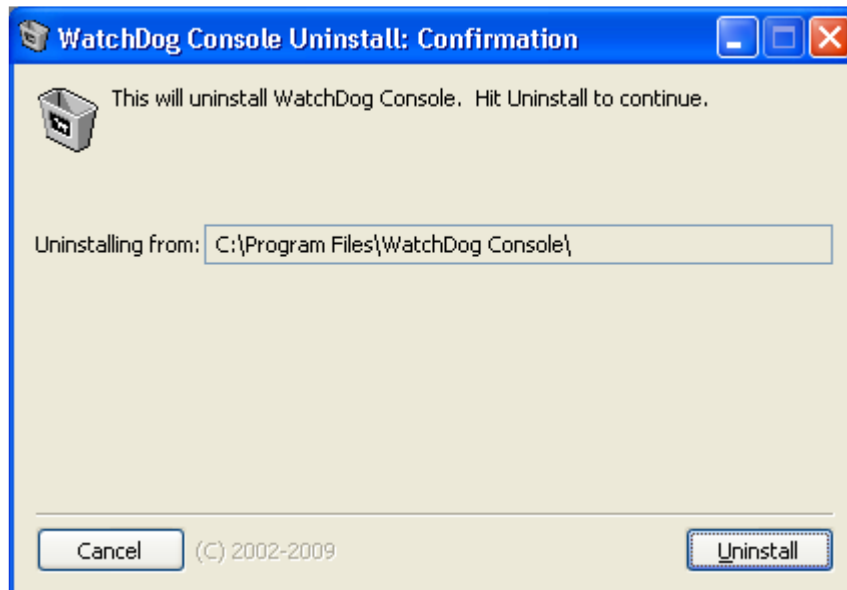 WatchDog Console Uninstall: Confirmation
This will uninstall WatchDog Console.  Hit Uninstall to continue.
Uninstalling from: C:\Program Files\WatchDog Console\
Cancel (C) 2002-2009 Uninstall